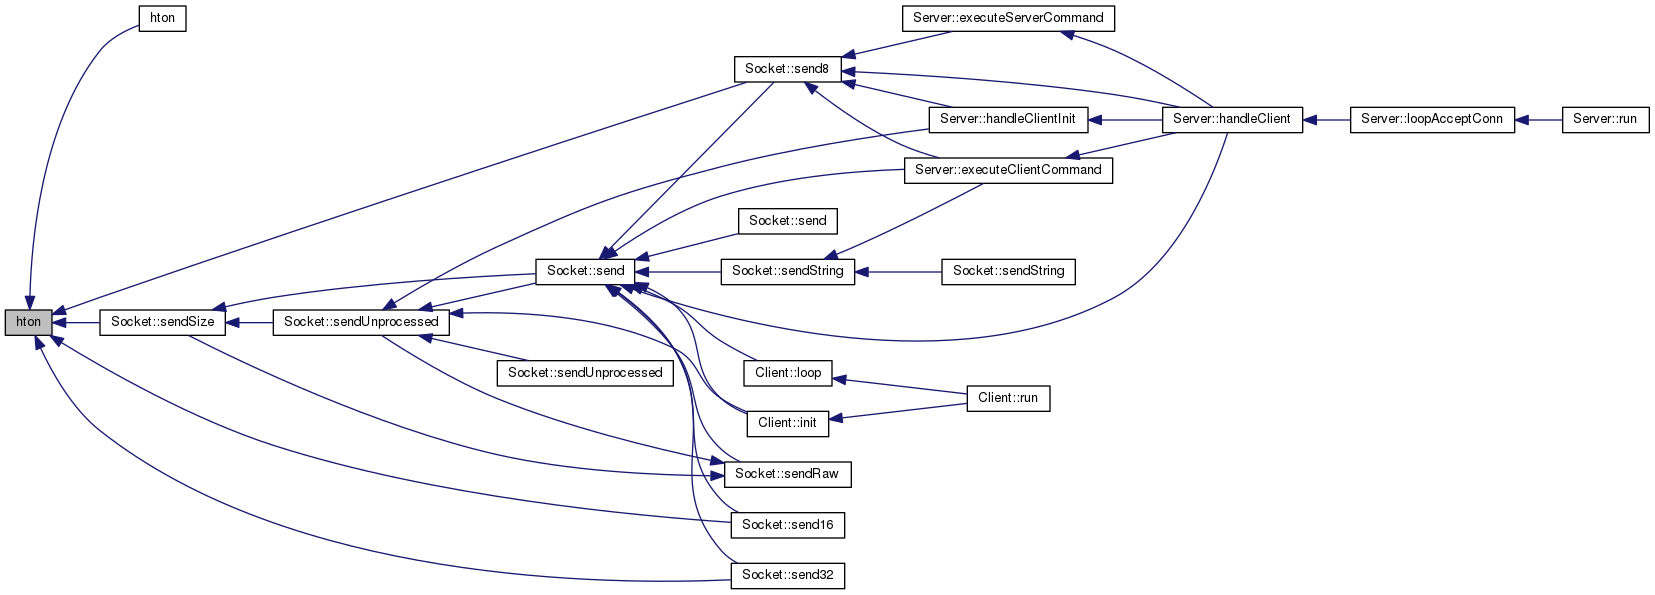 hton
Server::executeServerCommand
Socket::send8
Server::handleClientInit
Server::handleClient
Server::loopAcceptConn
Server::run
Server::executeClientCommand
Socket::send
Socket::send
Socket::sendString
Socket::sendString
hton
Socket::sendSize
Socket::sendUnprocessed
Socket::sendUnprocessed
Client::loop
Client::run
Client::init
Socket::sendRaw
Socket::send16
Socket::send32